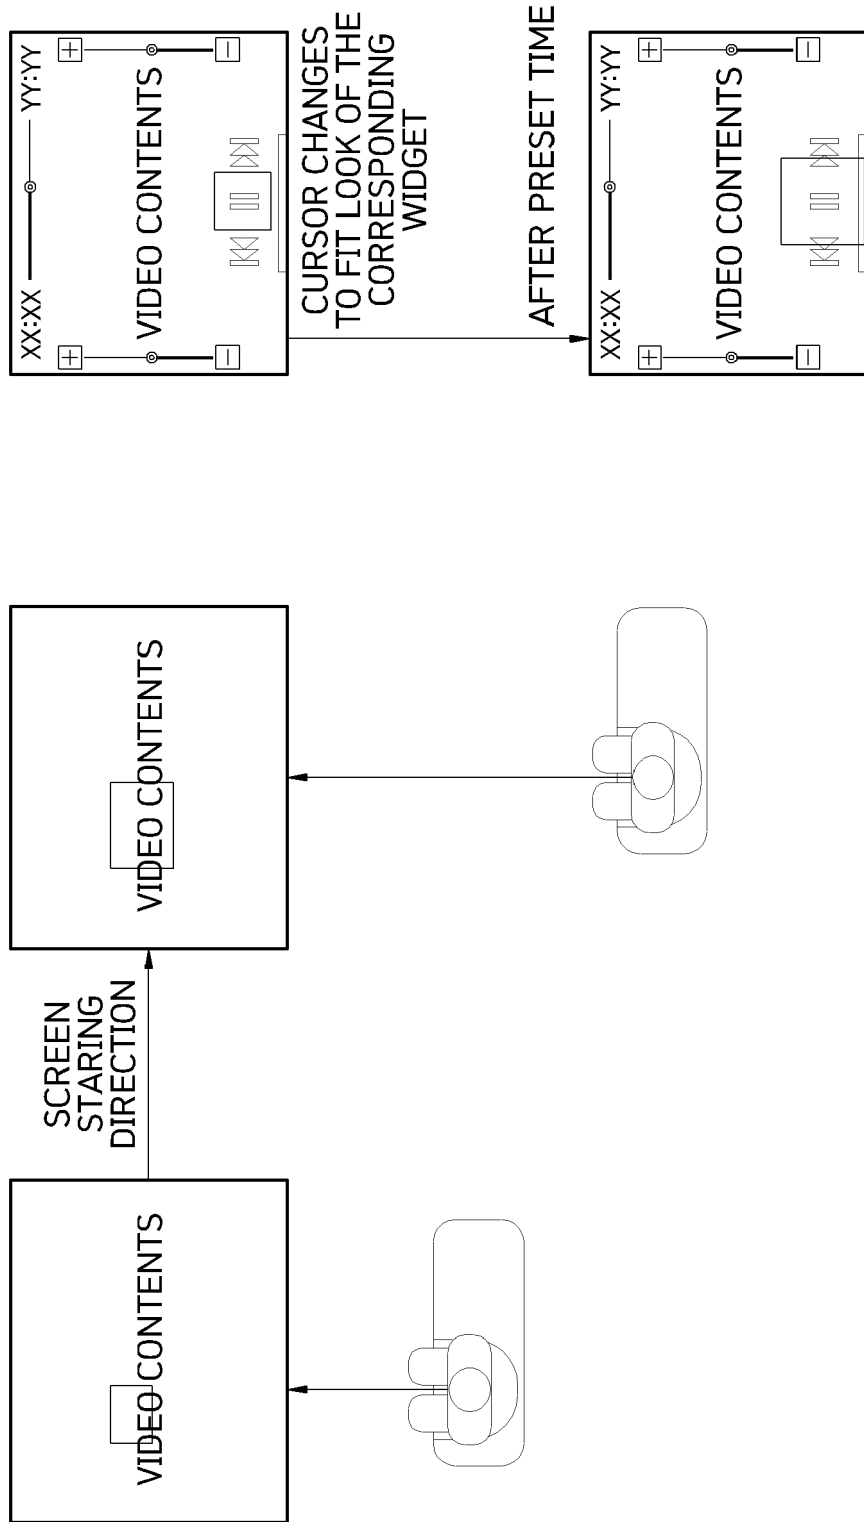 VIDEO CONTENTS
SCREEN
STARING
DIRECTION
VIDEO CONTENTS
XX:XX
YY:YY
+
+
VIDEO CONTENTS
−
−
CURSOR CHANGES
TO FIT LOOK OF THE
CORRESPONDING
WIDGET
AFTER PRESET TIME
XX:XX
YY:YY
+
+
VIDEO CONTENTS
−
−